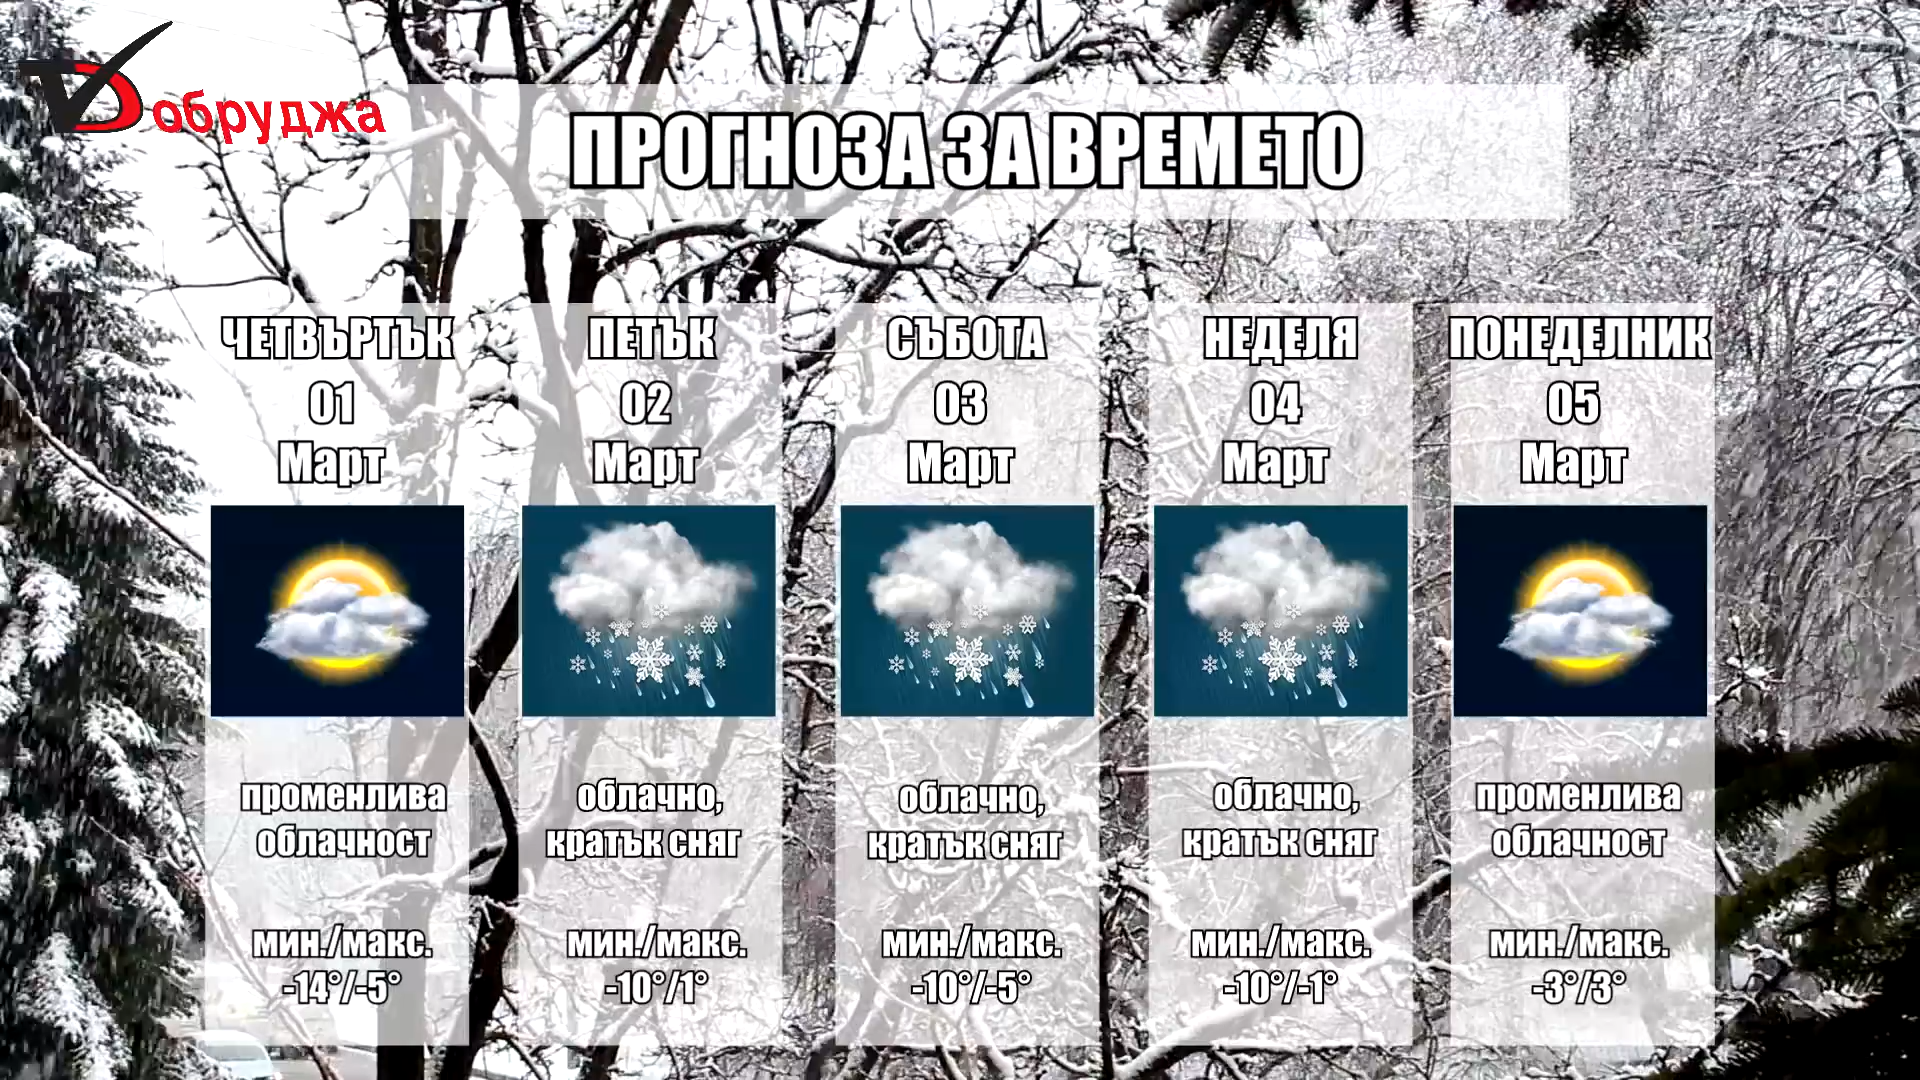 Добруджа
ПРОГНОЗА ЗА ВРЕМЕТО
ЧЕТВЪРТЪК
01
Март
променлива
облачност
мин./макс.
-14°/-5°
ПЕТЪК
02
Март
облачно,
кратък сняг
мин./макс.
-10°/1°
СЪБОТА
03
Март
облачно,
кратък сняг
мин./макс.
-10°/-5°
НЕДЕЛЯ
04
Март
облачно,
кратък сняг
мин./макс.
-10°/-1°
ПОНЕДЕЛНИК
05
Март
променлива
облачност
мин./макс.
-3°/3°